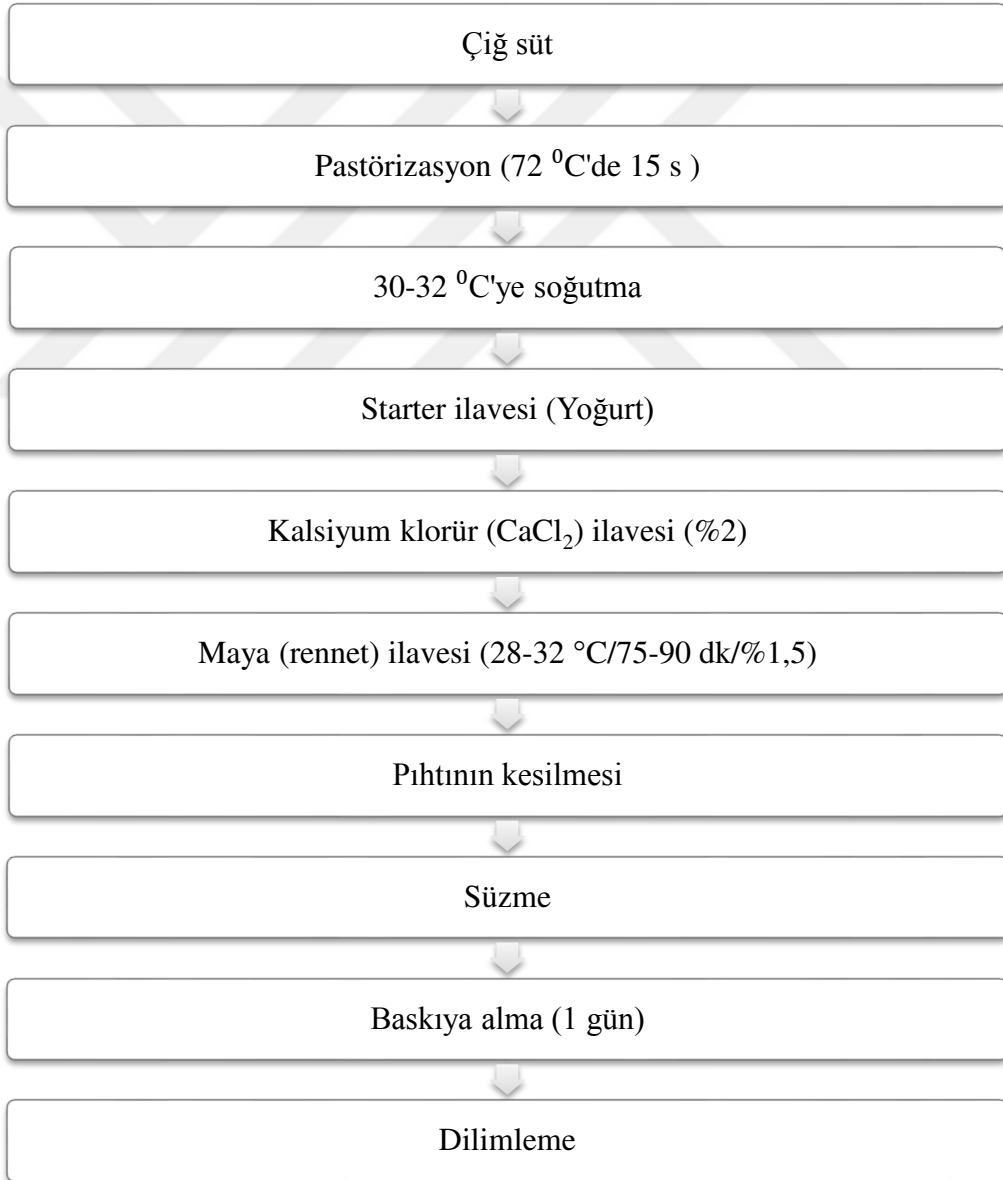 Çiğ süt
Pastörizasyon (72 ⁰C'de 15 s )
30-32 ⁰C'ye soğutma
Starter ilavesi (Yoğurt)
Kalsiyum klorür (CaCl₂) ilavesi (%2)
Maya (rennet) ilavesi (28-32 °C/75-90 dk/%1,5)
Pıhtının kesilmesi
Süzme
Baskıya alma (1 gün)
Dilimleme